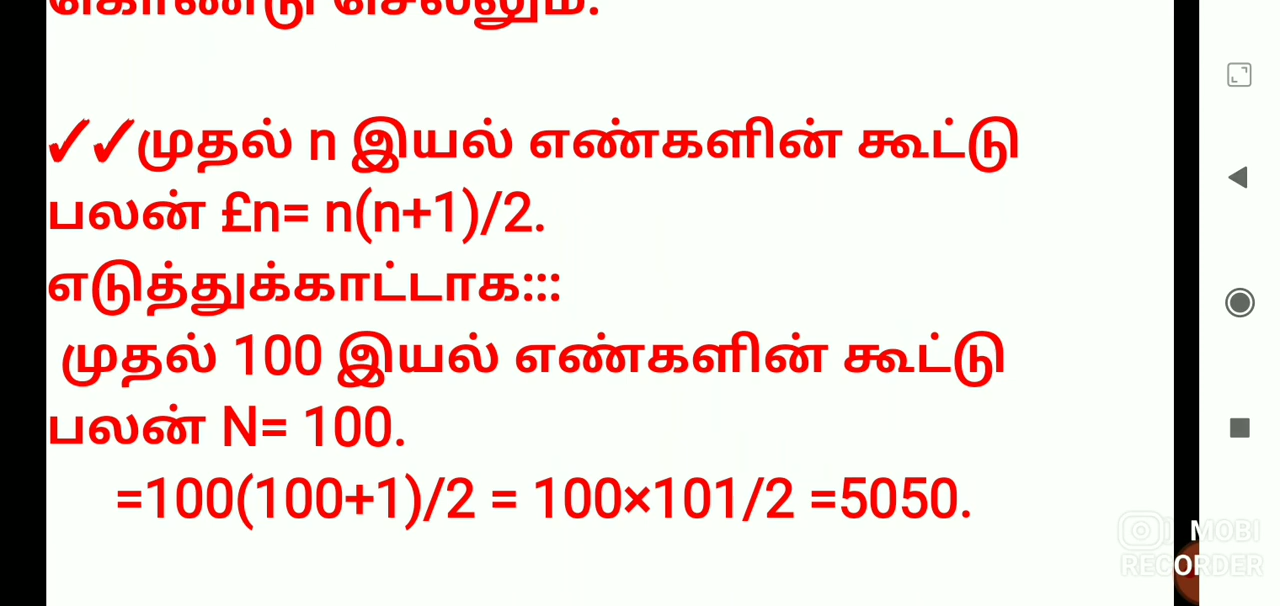 கொண்டு செல்லும்.
✓✓முதல் n இயல் எண்களின் கூட்டு
பலன் £n= n(n+1)/2.
எடுத்துக்காட்டாக:::
முதல் 100 இயல் எண்களின் கூட்டு
பலன் N= 100.
=100(100+1)/2 = 100×101/2 =5050.
MOBI
RECORDER